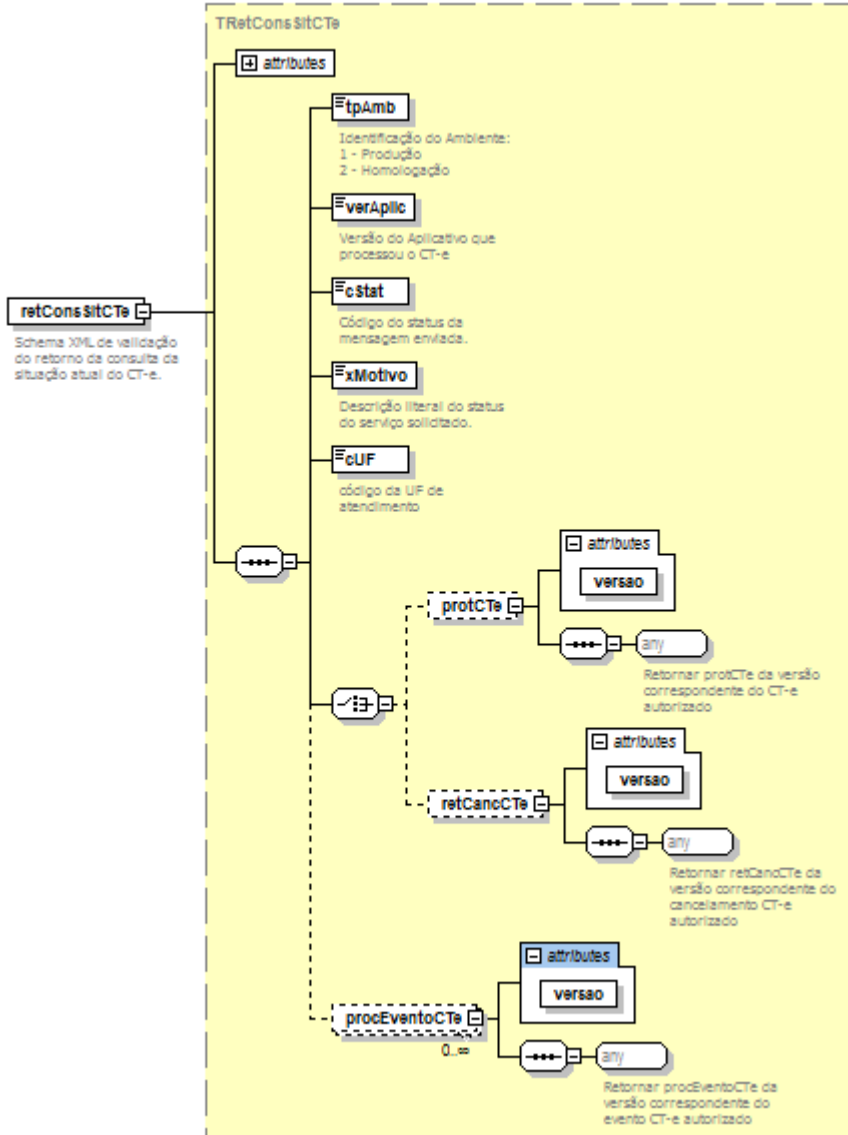 TRetConsSitCTe
attributes
tpAmb
Identificação do Ambiente:
1 - Produção
2 - Homologação
verAplic
Versão do Aplicativo que
processou o CT-e
cStat
Código do status da
mensagem enviada.
retConsSitCTe
Schema XML de validação
do retorno da consulta da
situação atual do CT-e.
xMotivo
Descrição literal do status
do serviço solicitado.
cUF
código da UF de
atendimento
attributes
versao
protCTe
any
Retornar protCTe da versão
correspondente do CT-e
autorizado
attributes
versao
retCancCTe
any
Retornar retCancCTe da
versão correspondente do
cancelamento CT-e
autorizado
attributes
versao
procEventoCTe
0..∞
any
Retornar procEventoCTe da
versão correspondente do
evento CT-e autorizado